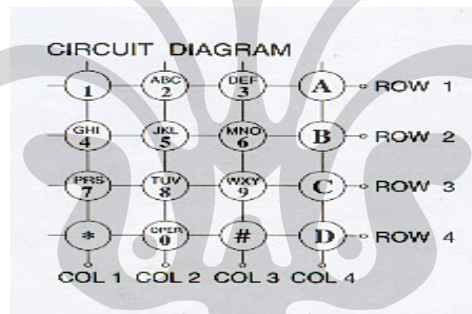 CIRCUIT DIAGRAM
1 ABC 2 DEF 3 A ROW 1
GHI 4 JKL 5 MNO 6 B ROW 2
PRS 7 TUV 8 WXY 9 C ROW 3
* OPER 0 # D ROW 4
COL 1 COL 2 COL 3 COL 4